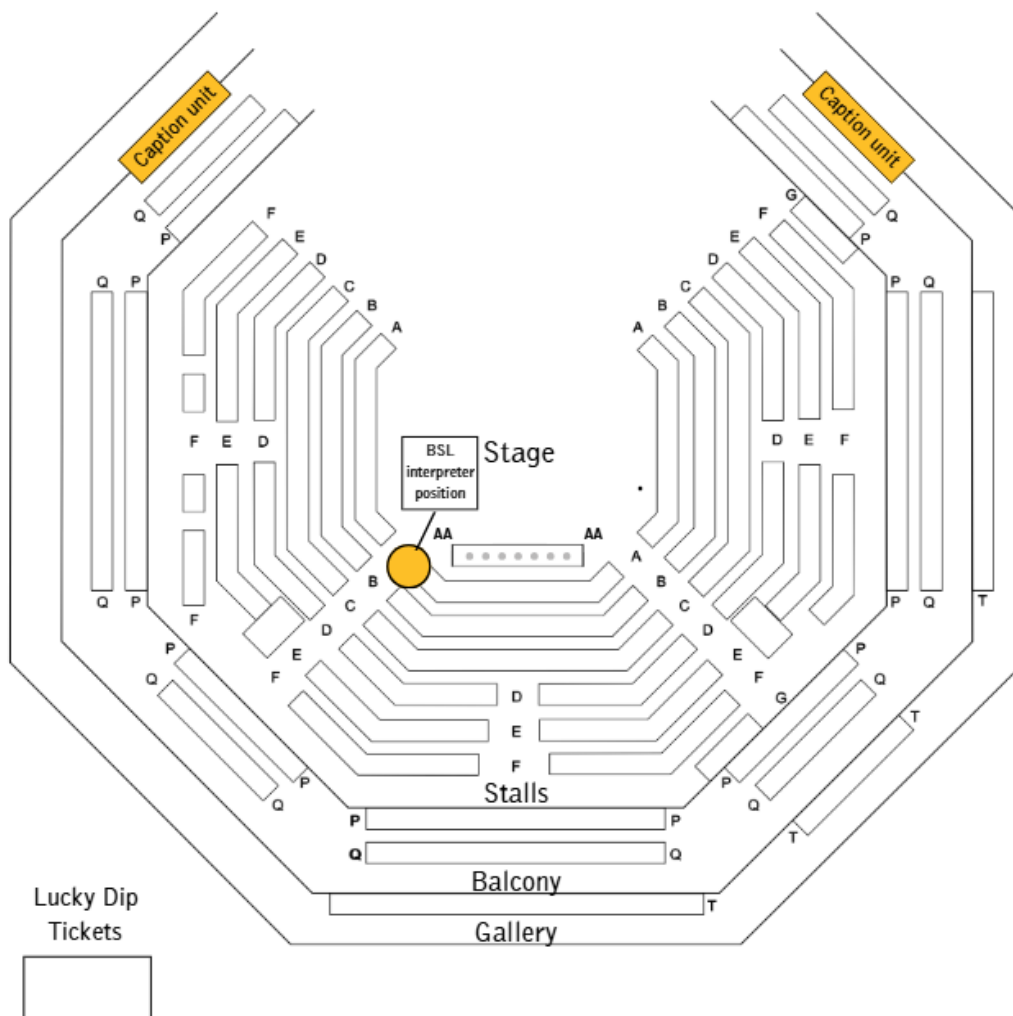 Caption unit
Caption unit
Q
P
F
E
D
C
B
A
G
F
E
D
C
B
A
Q
P
Q
P
P
Q
F
E
D
D
E
F
BSL
interpreter
position
Stage
AA
AA
A
B
C
D
E
F
G
B
C
D
E
F
Q
P
F
P
Q
T
P
Q
P
Q
D
E
F
P
Q
P
Q
T
T
P
Q
Stalls
P
P
Q
Q
Balcony
T
Gallery
Lucky Dip
Tickets